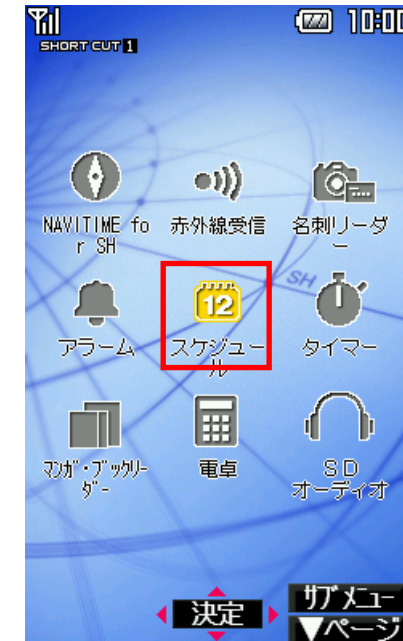 10:00
SHORT CUT 1
NAVITIME fo
r SH
赤外線受信
名刺リーダ
ー
アラーム
12
スケジュー
ル
SH
タイマー
マンガ・ブックリー
ダー
電卓
SD
オーディオ
サブメニュー
決定
▼ページ